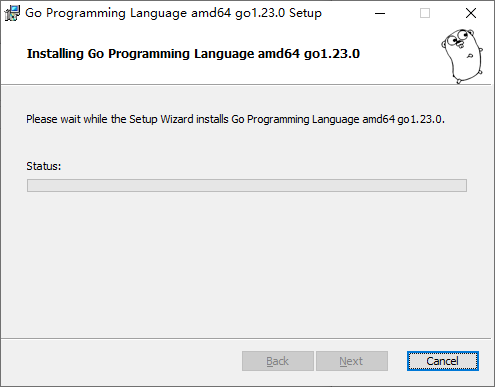 Go Programming Language amd64 go1.23.0 Setup
Installing Go Programming Language amd64 go1.23.0
Please wait while the Setup Wizard installs Go Programming Language amd64 go1.23.0.
Status:
Back Next Cancel